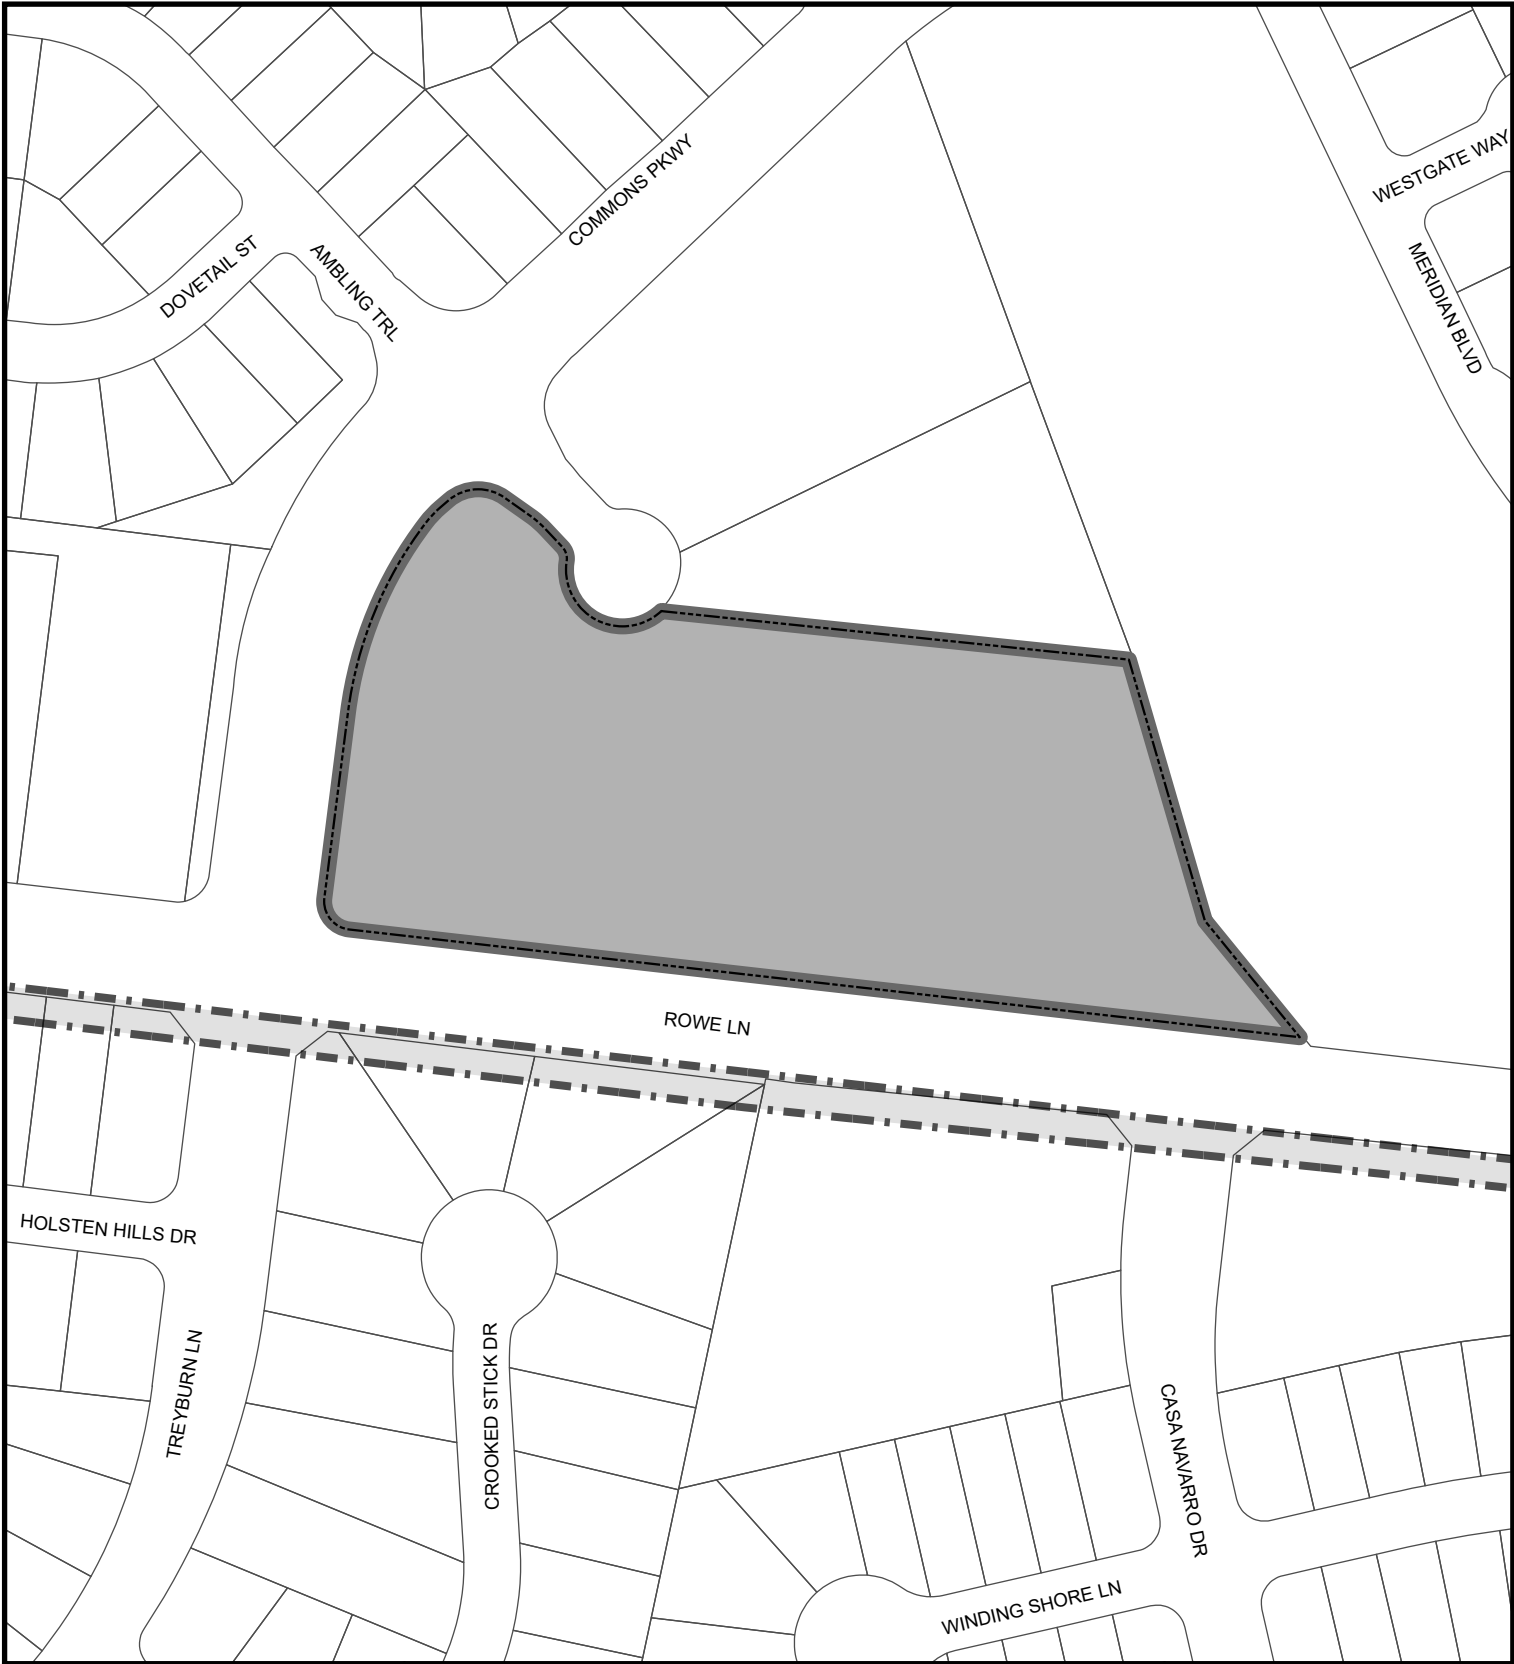 COMMONS PKWY
WESTGATE WAY
DOVETAIL ST
AMBLING TRL
MERIDIAN BLVD
ROWE LN
HOLSTEN HILLS DR
TREYBURN LN
CROOKED STICK DR
CASA NAVARRO DR
WINDING SHORE LN